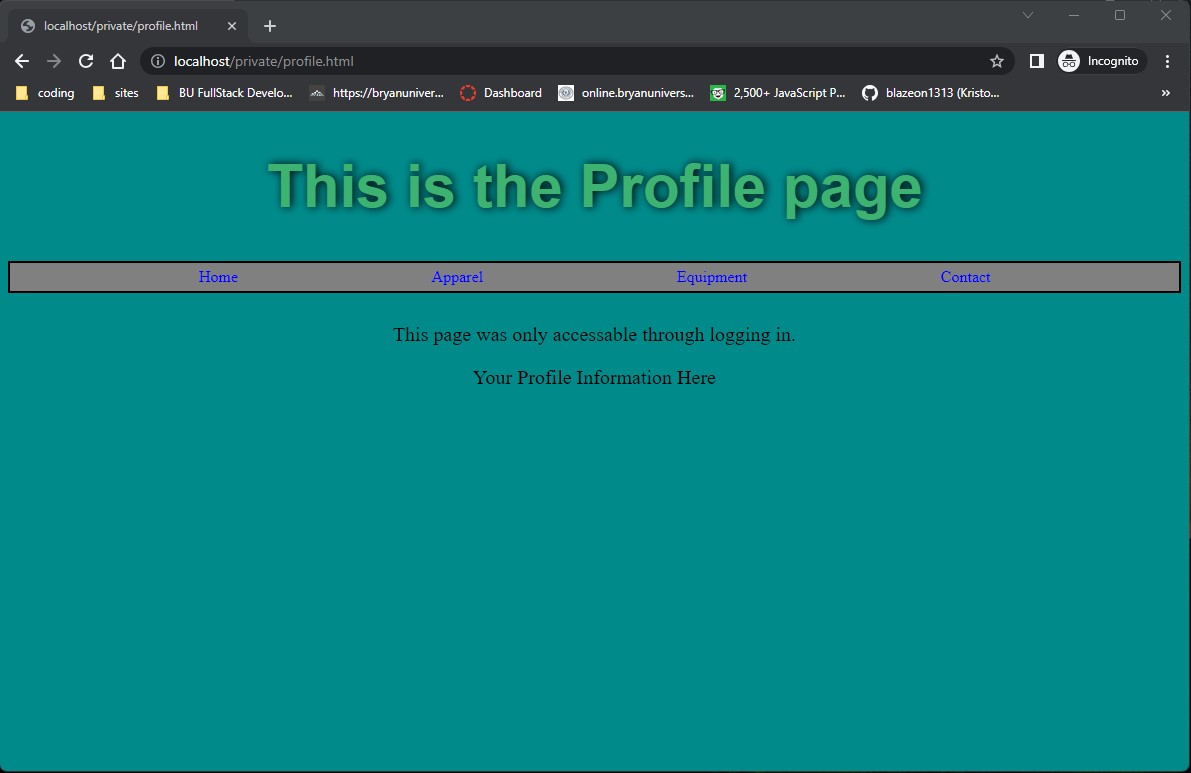 localhost/private/profile.html
localhost/private/profile.html
Incognito
coding sites BU FullStack Develo... https://bryanuniver... Dashboard online.bryanunivers... 2,500+ JavaScript P... blazeon1313 (Kristo... »
This is the Profile page
Home Apparel Equipment Contact
This page was only accessable through logging in.
Your Profile Information Here